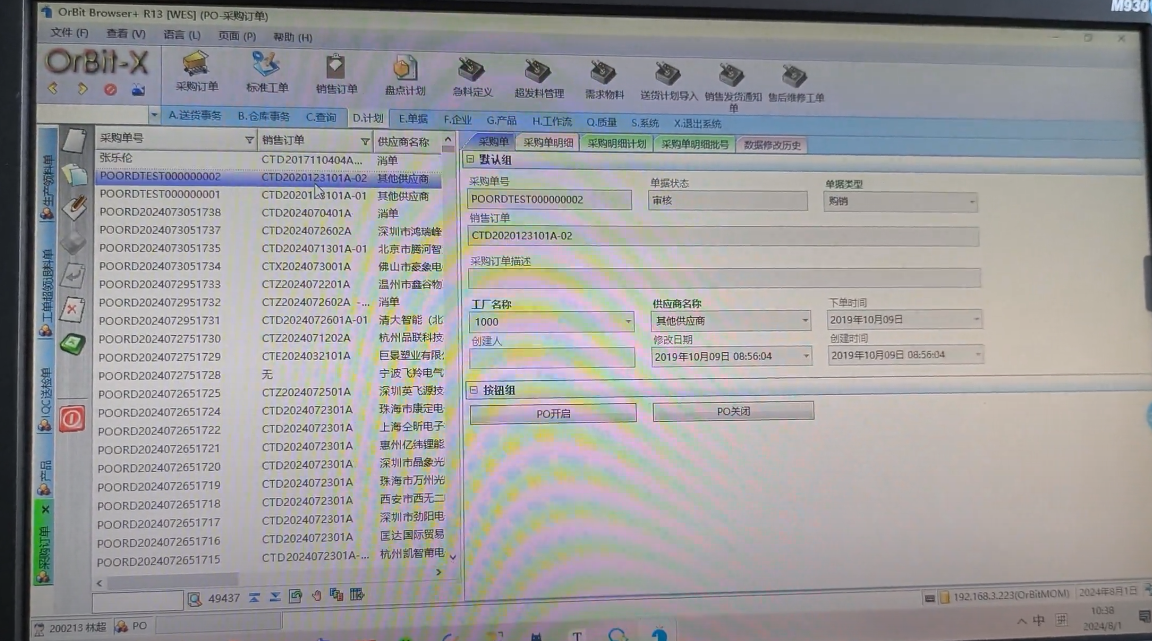 M930
OrBit Browser+ R13 [WES] (PO-采购订单)
文件 (F) 查看 (V) 语言 (L) 页面 (P) 帮助 (H)
OrBit-X
采购订单 标准工单 销售订单 盘点计划 急料定义 超发料管理 需求物料 送货计划导入 销售发货通知单 售后维修工单
A.送货事务 B.仓库事务 C.查询 D.计划 E.单据 F.企业 G.产品 H.工作流 Q.质量 S.系统 X.退出系统
生产领料单
工单超领退料单
IQC送检单
产品
采购订单
采购单号 销售订单 供应商名称
张乐伦 CTD2017110404A... 消单
POORDTEST000000002 CTD2020123101A-02 其他供应商
POORDTEST000000001 CTD2020123101A-01 其他供应商
POORD2024073051738 CTD2024070401A 消单
POORD2024073051737 CTD2024072602A 深圳市鸿瑞峰
POORD2024073051735 CTD2024071301A-01 北京市腾河智
POORD2024073051734 CTX2024073001A 佛山市豪象电
POORD2024072951733 CTZ2024072201A 温州市鑫谷物
POORD2024072951732 CTZ2024072602A -... 消单
POORD2024072951731 CTD2024072601A-01 清大智能（北
POORD2024072751730 CTZ2024071202A 杭州品联科技
POORD2024072751729 CTE2024032101A 巨景塑业有限
POORD2024072751728 无 宁波飞羚电气
POORD2024072651725 CTZ2024072501A 深圳英飞源技
POORD2024072651724 CTD2024072301A 珠海市康定电
POORD2024072651722 CTD2024072301A 上海仝昕电子
POORD2024072651721 CTD2024072301A 惠州亿纬锂能
POORD2024072651720 CTD2024072301A 深圳市晶象光
POORD2024072651719 CTD2024072301A 珠海市万州光
POORD2024072651718 CTD2024072301A 西安市西无二
POORD2024072651717 CTD2024072301A 深圳市劲阳电
POORD2024072651716 CTD2024072301A 匡达国际贸易
POORD2024072651715 CTD2024072301A-... 杭州凯智莆电
49437
采购单 采购单明细 采购明细计划 采购单明细批号 数据修改历史
默认组
采购单号 单据状态 单据类型
POORDTEST000000002 审核 购销
销售订单
CTD2020123101A-02
采购订单描述
工厂名称 供应商名称 下单时间
1000 其他供应商 2019年10月09日
创建人 修改日期 创建时间
2019年10月09日 08:56:04 2019年10月09日 08:56:04
按钮组
PO开启 PO关闭
192.168.3.223(OrBitMOM) 2024年8月1日
200213 林超 PO
中 拼 10:38
2024/8/1